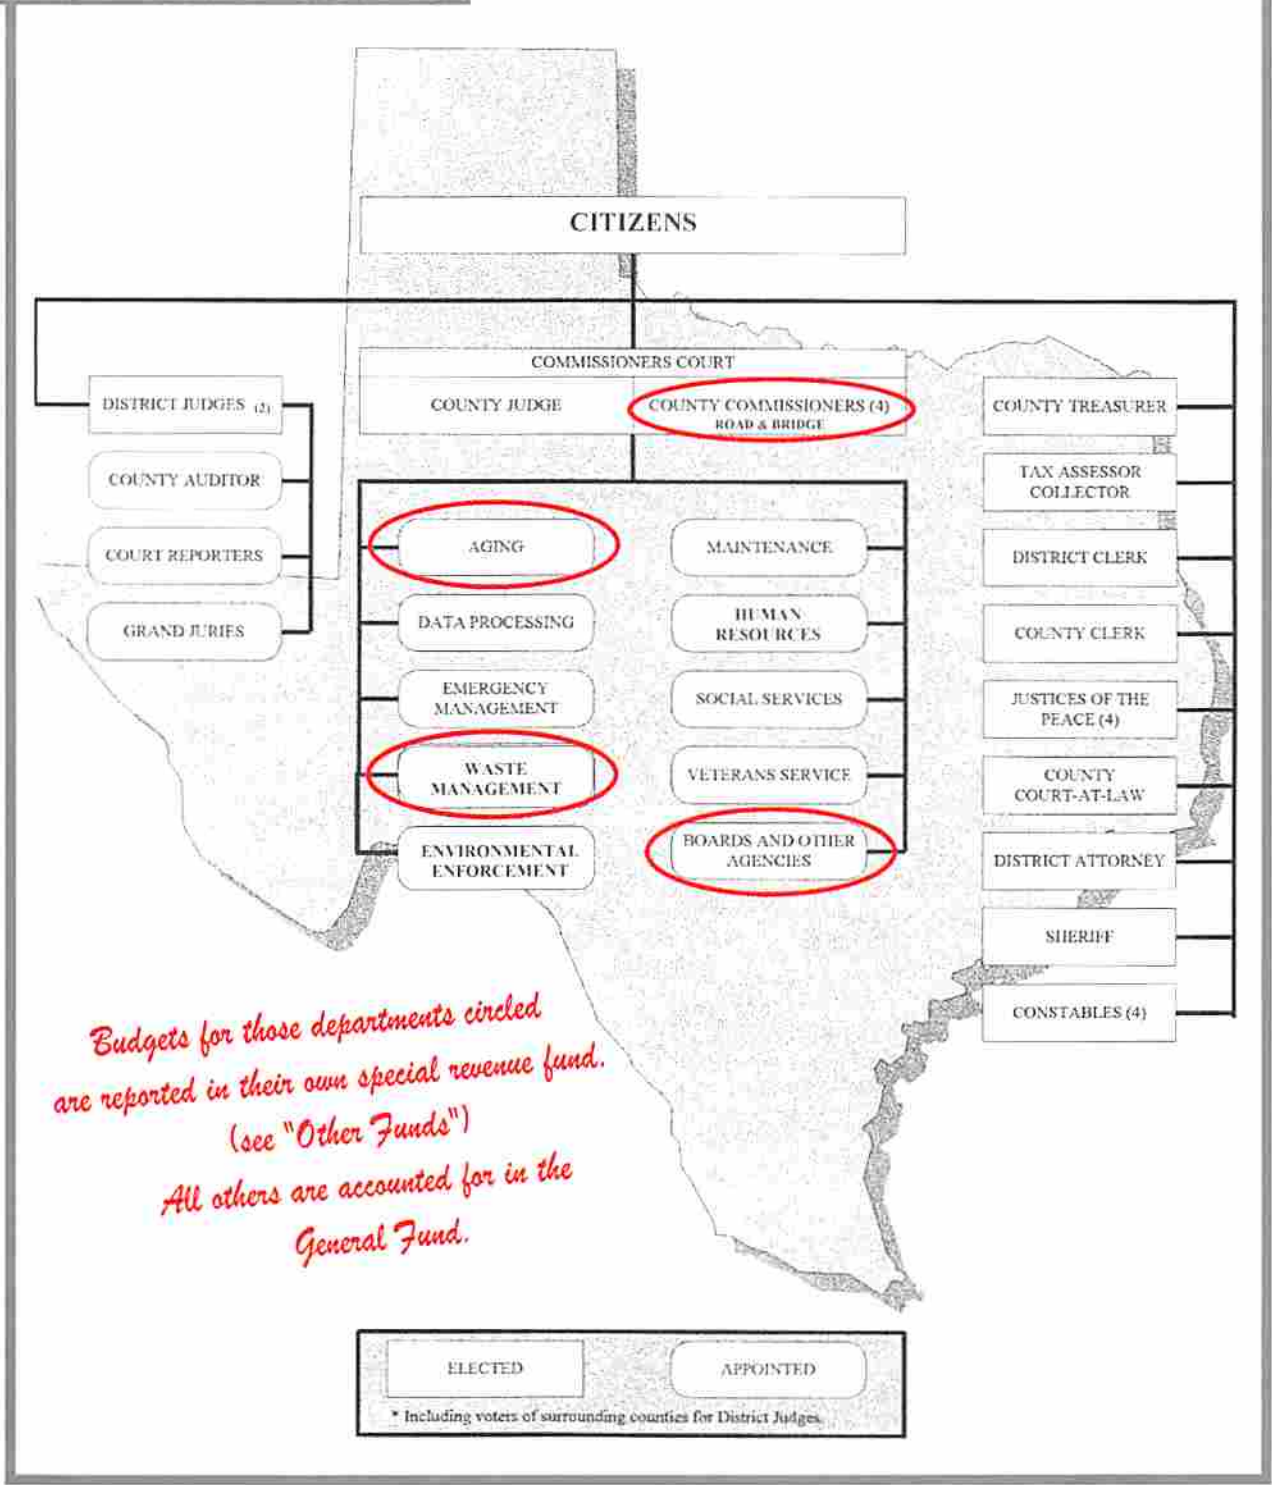 CITIZENS
COMMISSIONERS COURT
COUNTY JUDGE
COUNTY COMMISSIONERS (4)
ROAD & BRIDGE
DISTRICT JUDGES (2)
COUNTY AUDITOR
COURT REPORTERS
GRAND JURIES
AGING
DATA PROCESSING
EMERGENCY
MANAGEMENT
WASTE
MANAGEMENT
ENVIRONMENTAL
ENFORCEMENT
MAINTENANCE
HUMAN
RESOURCES
SOCIAL SERVICES
VETERANS SERVICE
BOARDS AND OTHER
AGENCIES
COUNTY TREASURER
TAX ASSESSOR
COLLECTOR
DISTRICT CLERK
COUNTY CLERK
JUSTICES OF THE
PEACE (4)
COUNTY
COURT-AT-LAW
DISTRICT ATTORNEY
SHERIFF
CONSTABLES (4)
Budgets for those departments circled
are reported in their own special revenue fund.
(see "Other Funds")
All others are accounted for in the
General Fund.
ELECTED
APPOINTED
* Including voters of surrounding counties for District Judges.